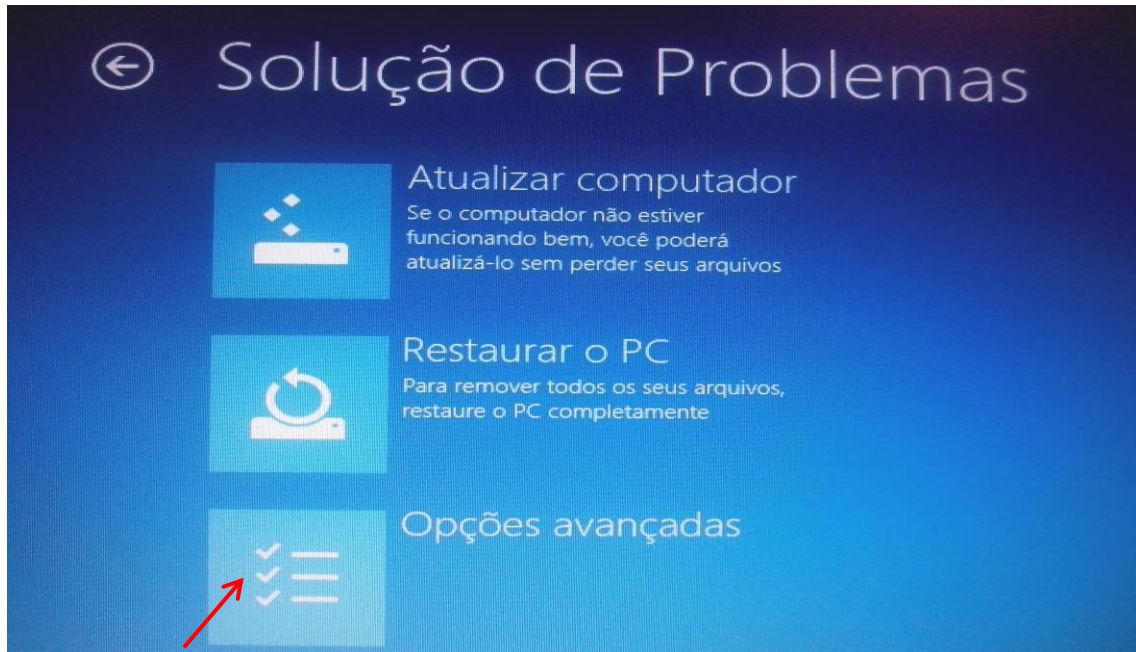 Solução de Problemas
Atualizar computador
Se o computador não estiver
funcionando bem, você poderá
atualizá-lo sem perder seus arquivos
Restaurar o PC
Para remover todos os seus arquivos,
restaure o PC completamente
Opções avançadas